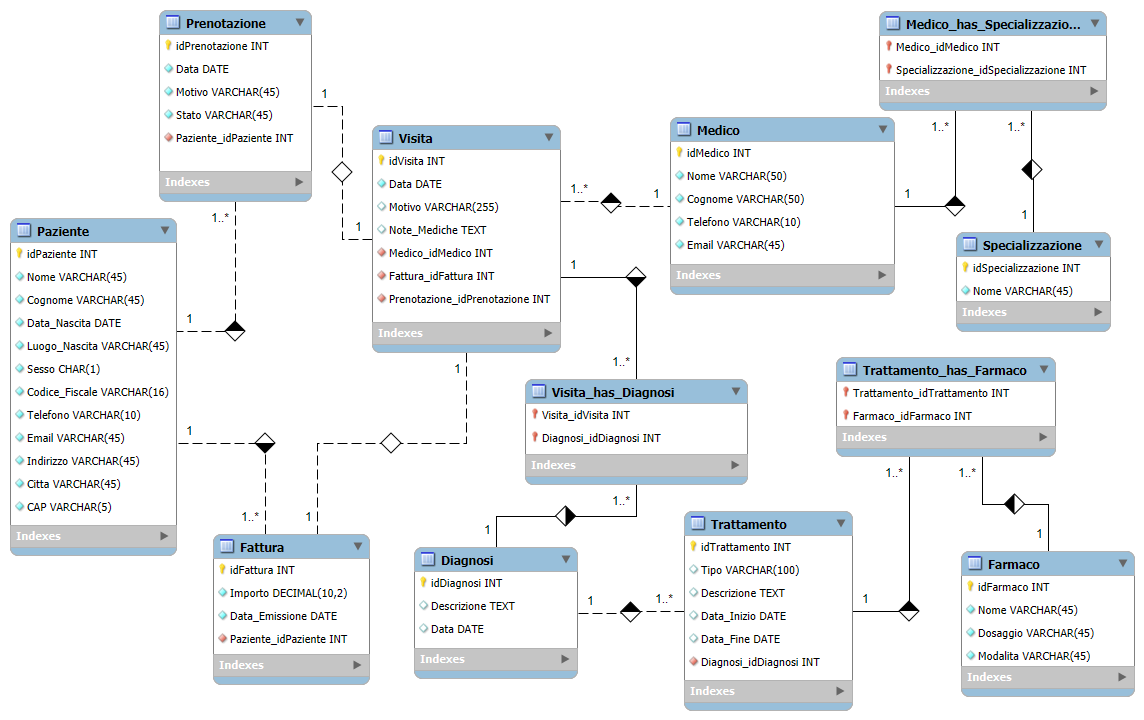 Prenotazione
idPrenotazione INT
Data DATE
Motivo VARCHAR(45)
Stato VARCHAR(45)
Paziente_idPaziente INT
Indexes
1
1
1..*
1
Paziente
idPaziente INT
Nome VARCHAR(45)
Cognome VARCHAR(45)
Data_Nascita DATE
Luogo_Nascita VARCHAR(45)
Sesso CHAR(1)
Codice_Fiscale VARCHAR(16)
Telefono VARCHAR(10)
Email VARCHAR(45)
Indirizzo VARCHAR(45)
Citta VARCHAR(45)
CAP VARCHAR(5)
Indexes
1
1..*
Visita
idVisita INT
Data DATE
Motivo VARCHAR(255)
Note_Mediche TEXT
Medico_idMedico INT
Fattura_idFattura INT
Prenotazione_idPrenotazione INT
Indexes
1..*
1
1
1..*
1
1
Medico
idMedico INT
Nome VARCHAR(50)
Cognome VARCHAR(50)
Telefono VARCHAR(10)
Email VARCHAR(45)
Indexes
1
1..*
Medico_has_Specializzazio...
Medico_idMedico INT
Specializzazione_idSpecializzazione INT
Indexes
1..*
1
Specializzazione
idSpecializzazione INT
Nome VARCHAR(45)
Indexes
Visita_has_Diagnosi
Visita_idVisita INT
Diagnosi_idDiagnosi INT
Indexes
1..*
1
Trattamento_has_Farmaco
Trattamento_idTrattamento INT
Farmaco_idFarmaco INT
Indexes
1..*
1..*
1
Fattura
idFattura INT
Importo DECIMAL(10,2)
Data_Emissione DATE
Paziente_idPaziente INT
Indexes
Diagnosi
idDiagnosi INT
Descrizione TEXT
Data DATE
Indexes
1
1..*
Trattamento
idTrattamento INT
Tipo VARCHAR(100)
Descrizione TEXT
Data_Inizio DATE
Data_Fine DATE
Diagnosi_idDiagnosi INT
Indexes
1
Farmaco
idFarmaco INT
Nome VARCHAR(45)
Dosaggio VARCHAR(45)
Modalita VARCHAR(45)
Indexes